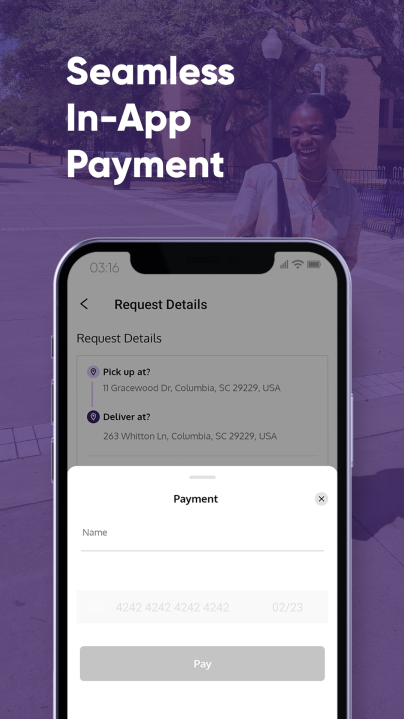 Seamless
In-App
Payment
03:16
Request Details
Request Details
Pick up at?
11 Gracewood Dr, Columbia, SC 29229, USA
Deliver at?
263 Whitton Ln, Columbia, SC 29229, USA
Payment
Name
4242 4242 4242 4242 02/23
Pay